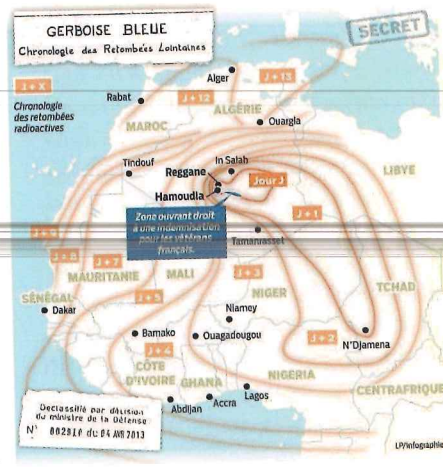 GERBOISE BLEUE
Chronologie des Retombées Lointaines
SECRET
J + X
Chronologie
des retombées
radioactives
Alger
J + 13
Rabat
J + 12
ALGÉRIE
Ouargla
MAROC
Tindouf
In Salah
Reggane
LIBYE
Jour J
Hamoudia
J + 1
Zone ouvrant droit
à une indemnisation
pour les vétérans
français.
Tamanrasset
J + 8
J + 7
MAURITANIE
MALI
J + 3
TCHAD
NIGER
SÉNÉGAL
J + 5
Dakar
Niamey
Bamako
Ouagadougou
J + 2
N'Djamena
J + 4
CÔTE
D'IVOIRE
GHANA
NIGERIA
CENTRAFRIQUE
Abdijan
Accra
Lagos
Declassifié par décision
du ministre de la Défense
N° 002816 du 04 AVR 2013
LP/Infographie